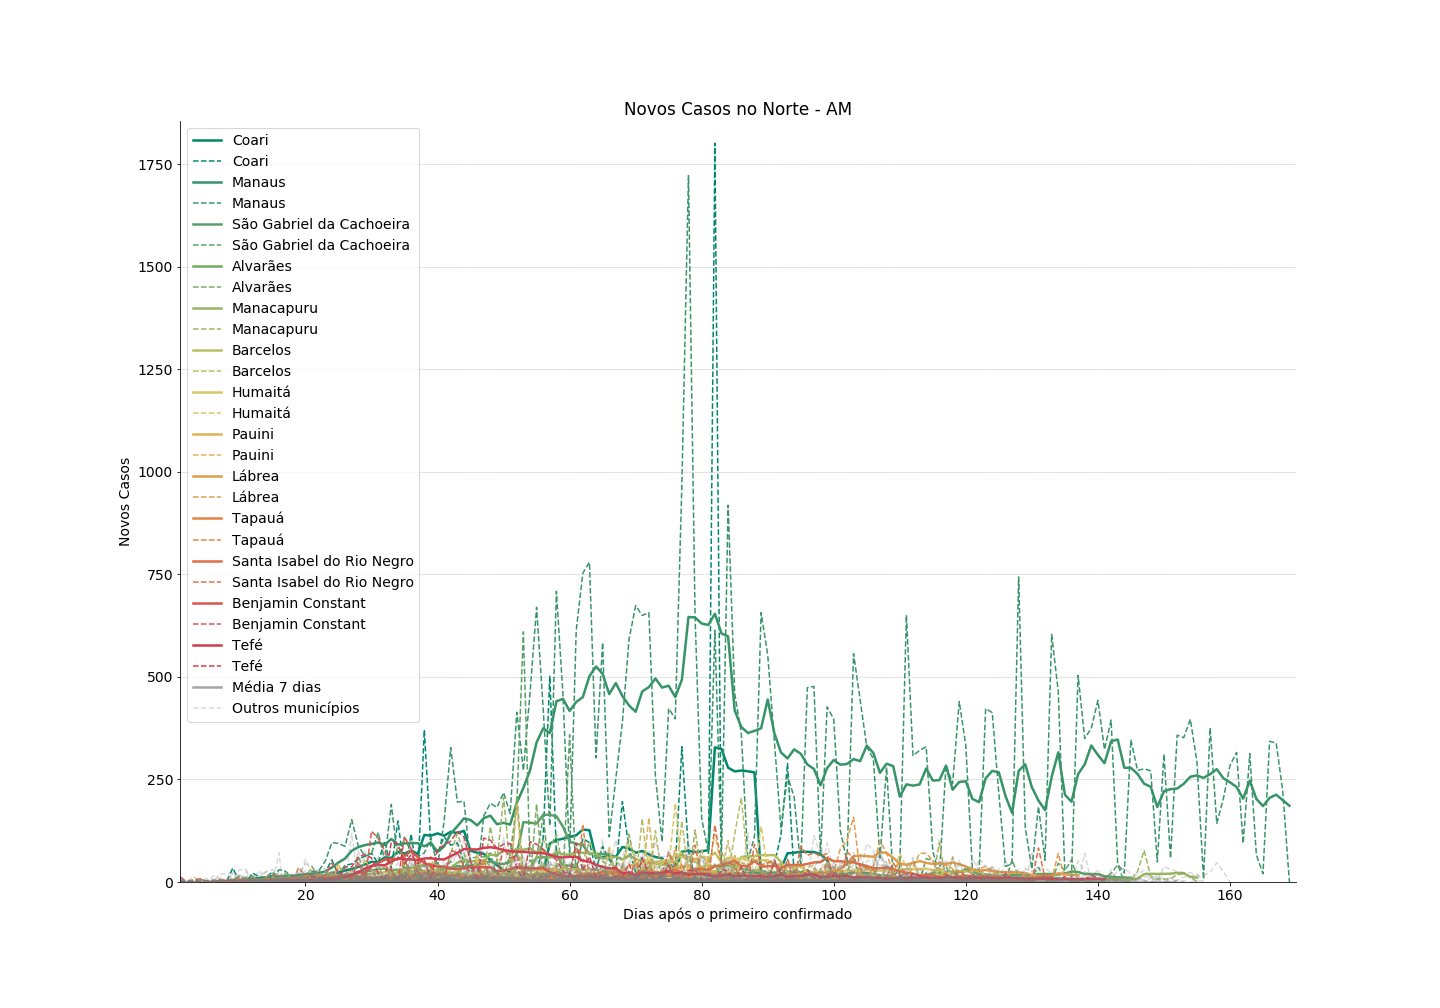 Novos Casos no Norte - AM
Coari
Coari
Manaus
Manaus
São Gabriel da Cachoeira
São Gabriel da Cachoeira
Alvarães
Alvarães
Manacapuru
Manacapuru
Barcelos
Barcelos
Humaitá
Humaitá
Pauini
Pauini
Lábrea
Lábrea
Tapauá
Tapauá
Santa Isabel do Rio Negro
Santa Isabel do Rio Negro
Benjamin Constant
Benjamin Constant
Tefé
Tefé
Média 7 dias
Outros municípios
1750
1500
1250
1000
750
500
250
0
Novos Casos
20 40 60 80 100 120 140 160
Dias após o primeiro confirmado